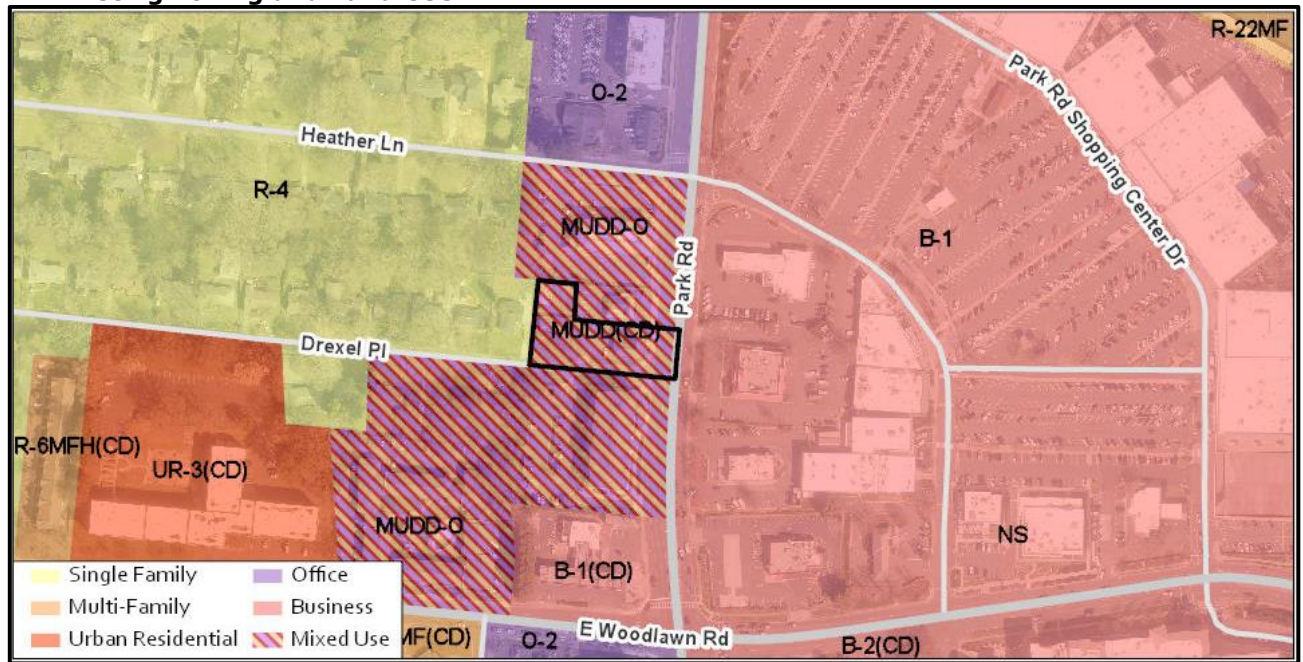 R-22MF
O-2
Park Rd Shopping Center Dr
Heather Ln
R-4
MUDD-O
B-1
Park Rd
MUDD(CD)
Drexel Pl
R-6MFH(CD)
UR-3(CD)
MUDD-O
NS
B-1(CD)
Single Family
Office
Multi-Family
Business
Urban Residential
Mixed Use
MF(CD)
O-2
E Woodlawn Rd
B-2(CD)